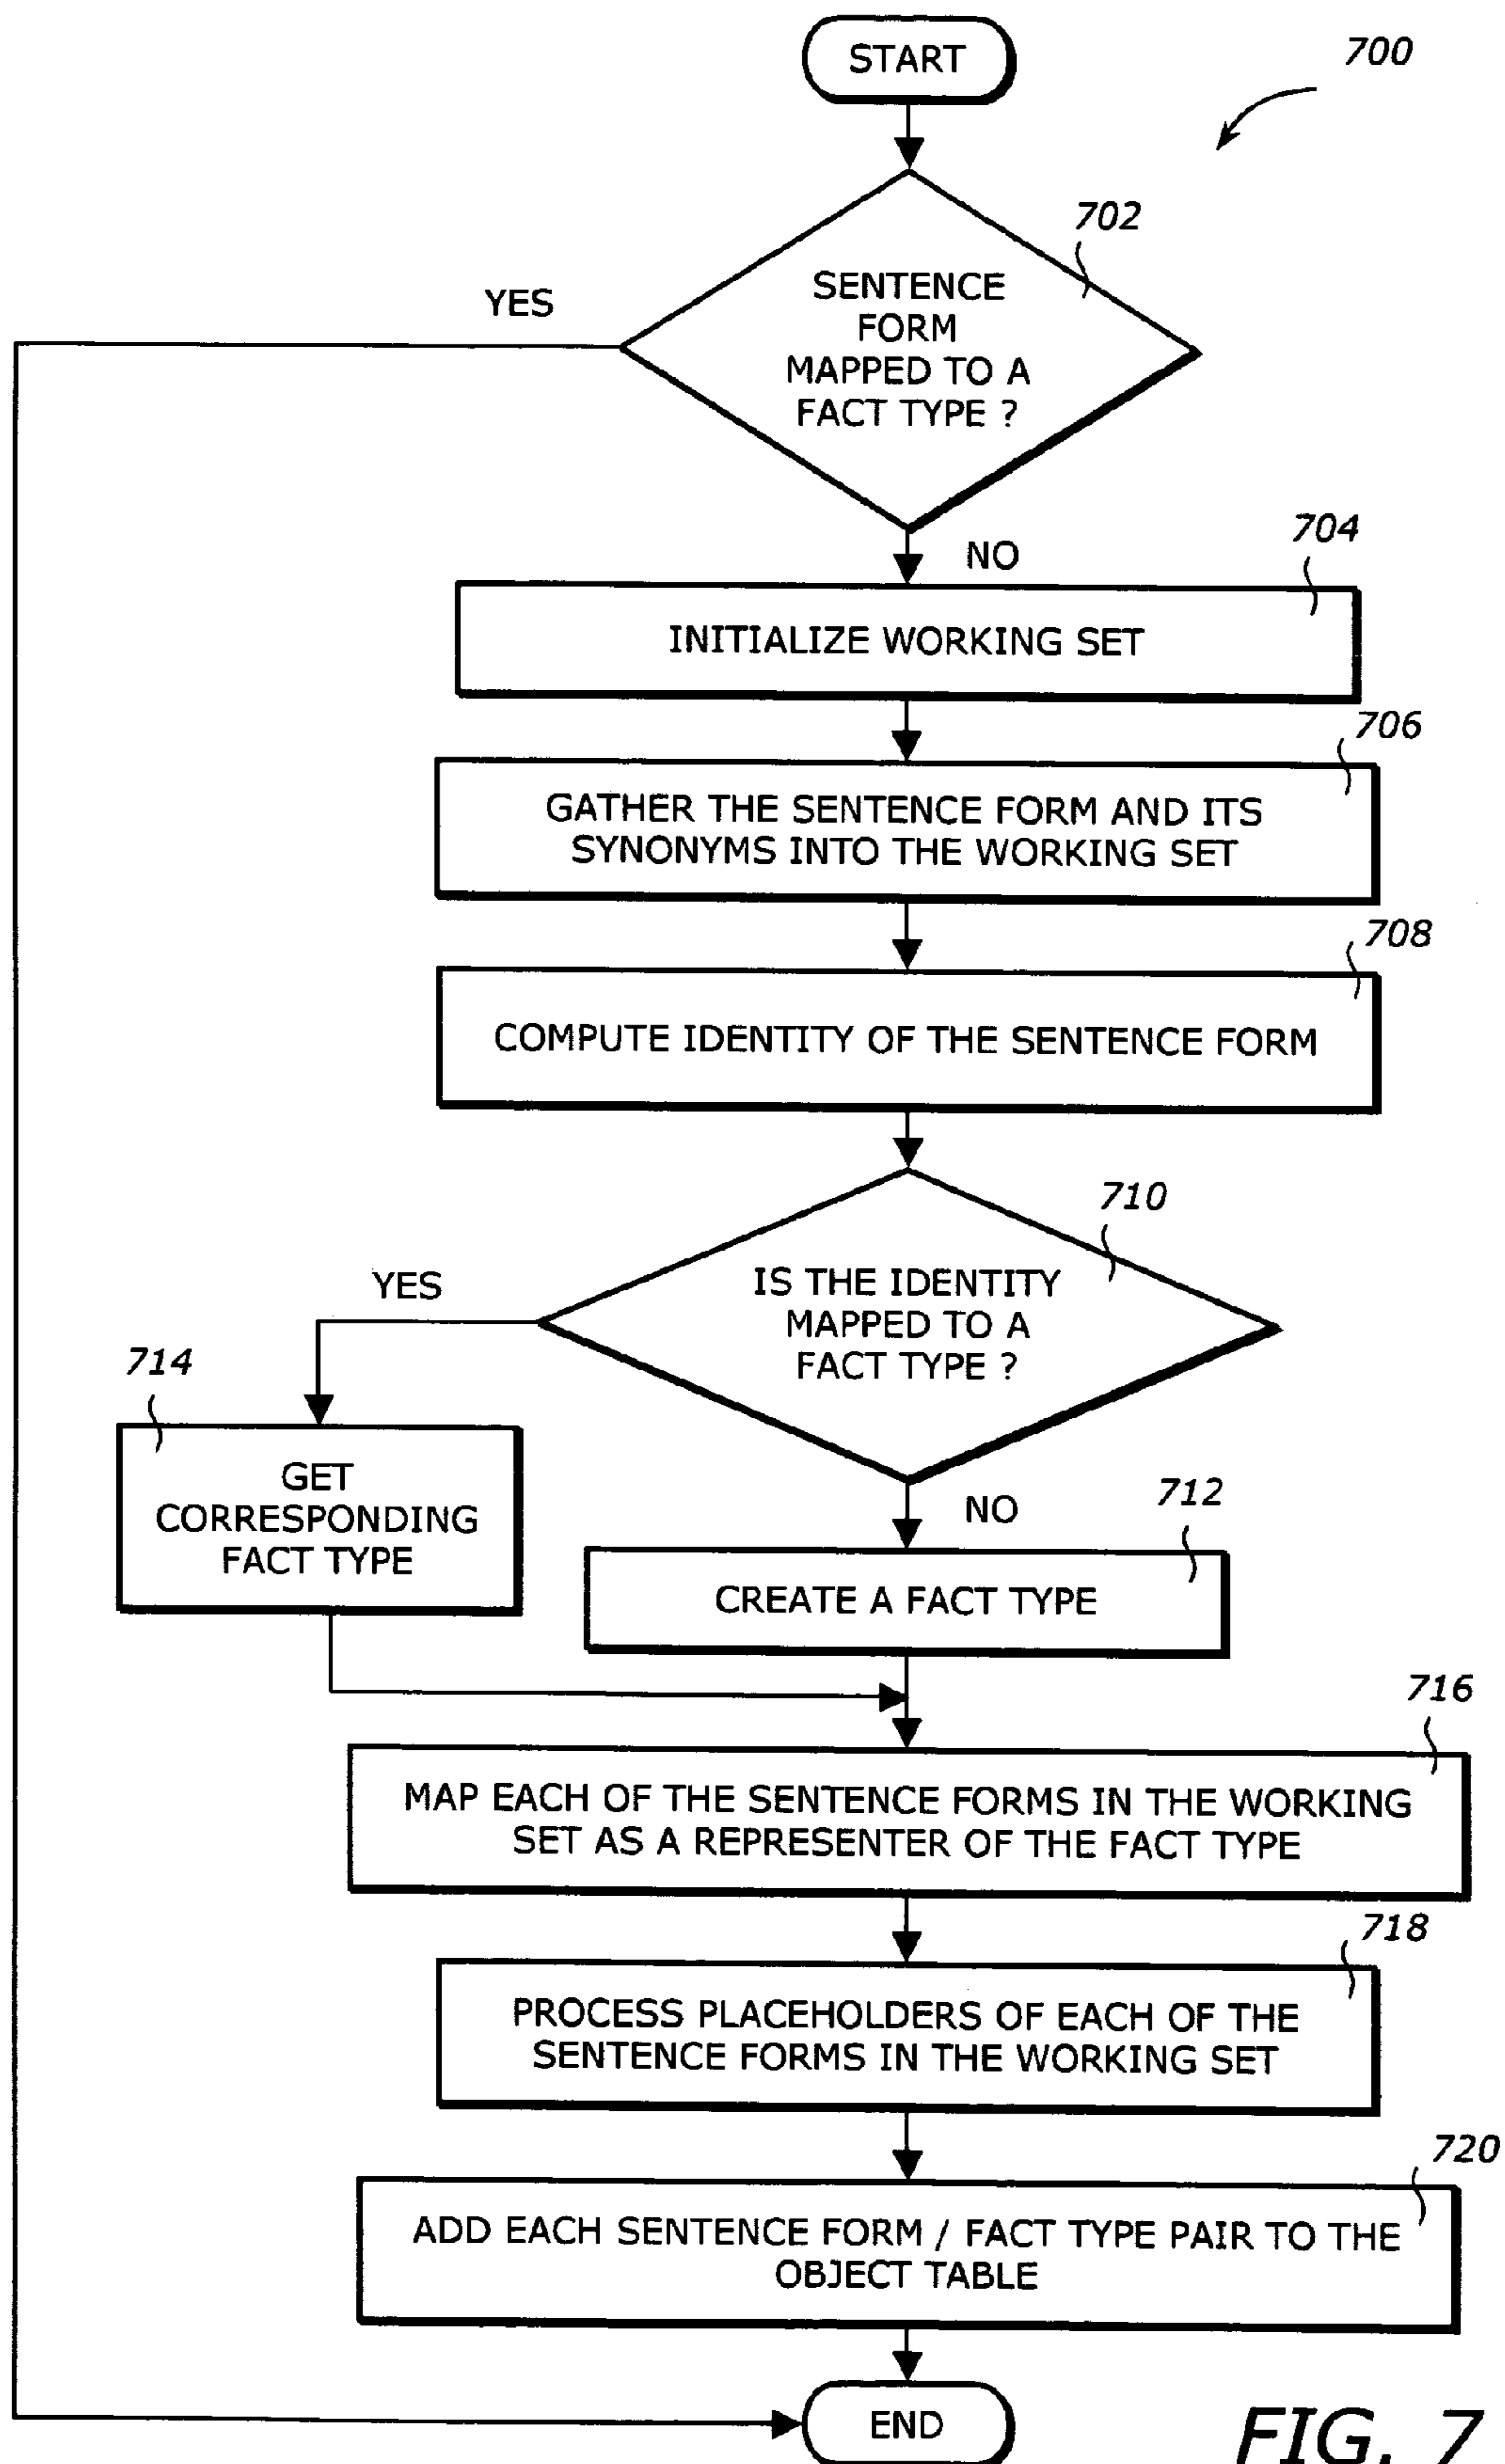 START
700
702
SENTENCE
FORM
MAPPED TO A
FACT TYPE ?
YES
NO
704
INITIALIZE WORKING SET
706
GATHER THE SENTENCE FORM AND ITS
SYNONYMS INTO THE WORKING SET
708
COMPUTE IDENTITY OF THE SENTENCE FORM
710
IS THE IDENTITY
MAPPED TO A
FACT TYPE ?
YES
714
GET
CORRESPONDING
FACT TYPE
NO
712
CREATE A FACT TYPE
716
MAP EACH OF THE SENTENCE FORMS IN THE WORKING
SET AS A REPRESENTER OF THE FACT TYPE
718
PROCESS PLACEHOLDERS OF EACH OF THE
SENTENCE FORMS IN THE WORKING SET
720
ADD EACH SENTENCE FORM / FACT TYPE PAIR TO THE
OBJECT TABLE
END
FIG. 7